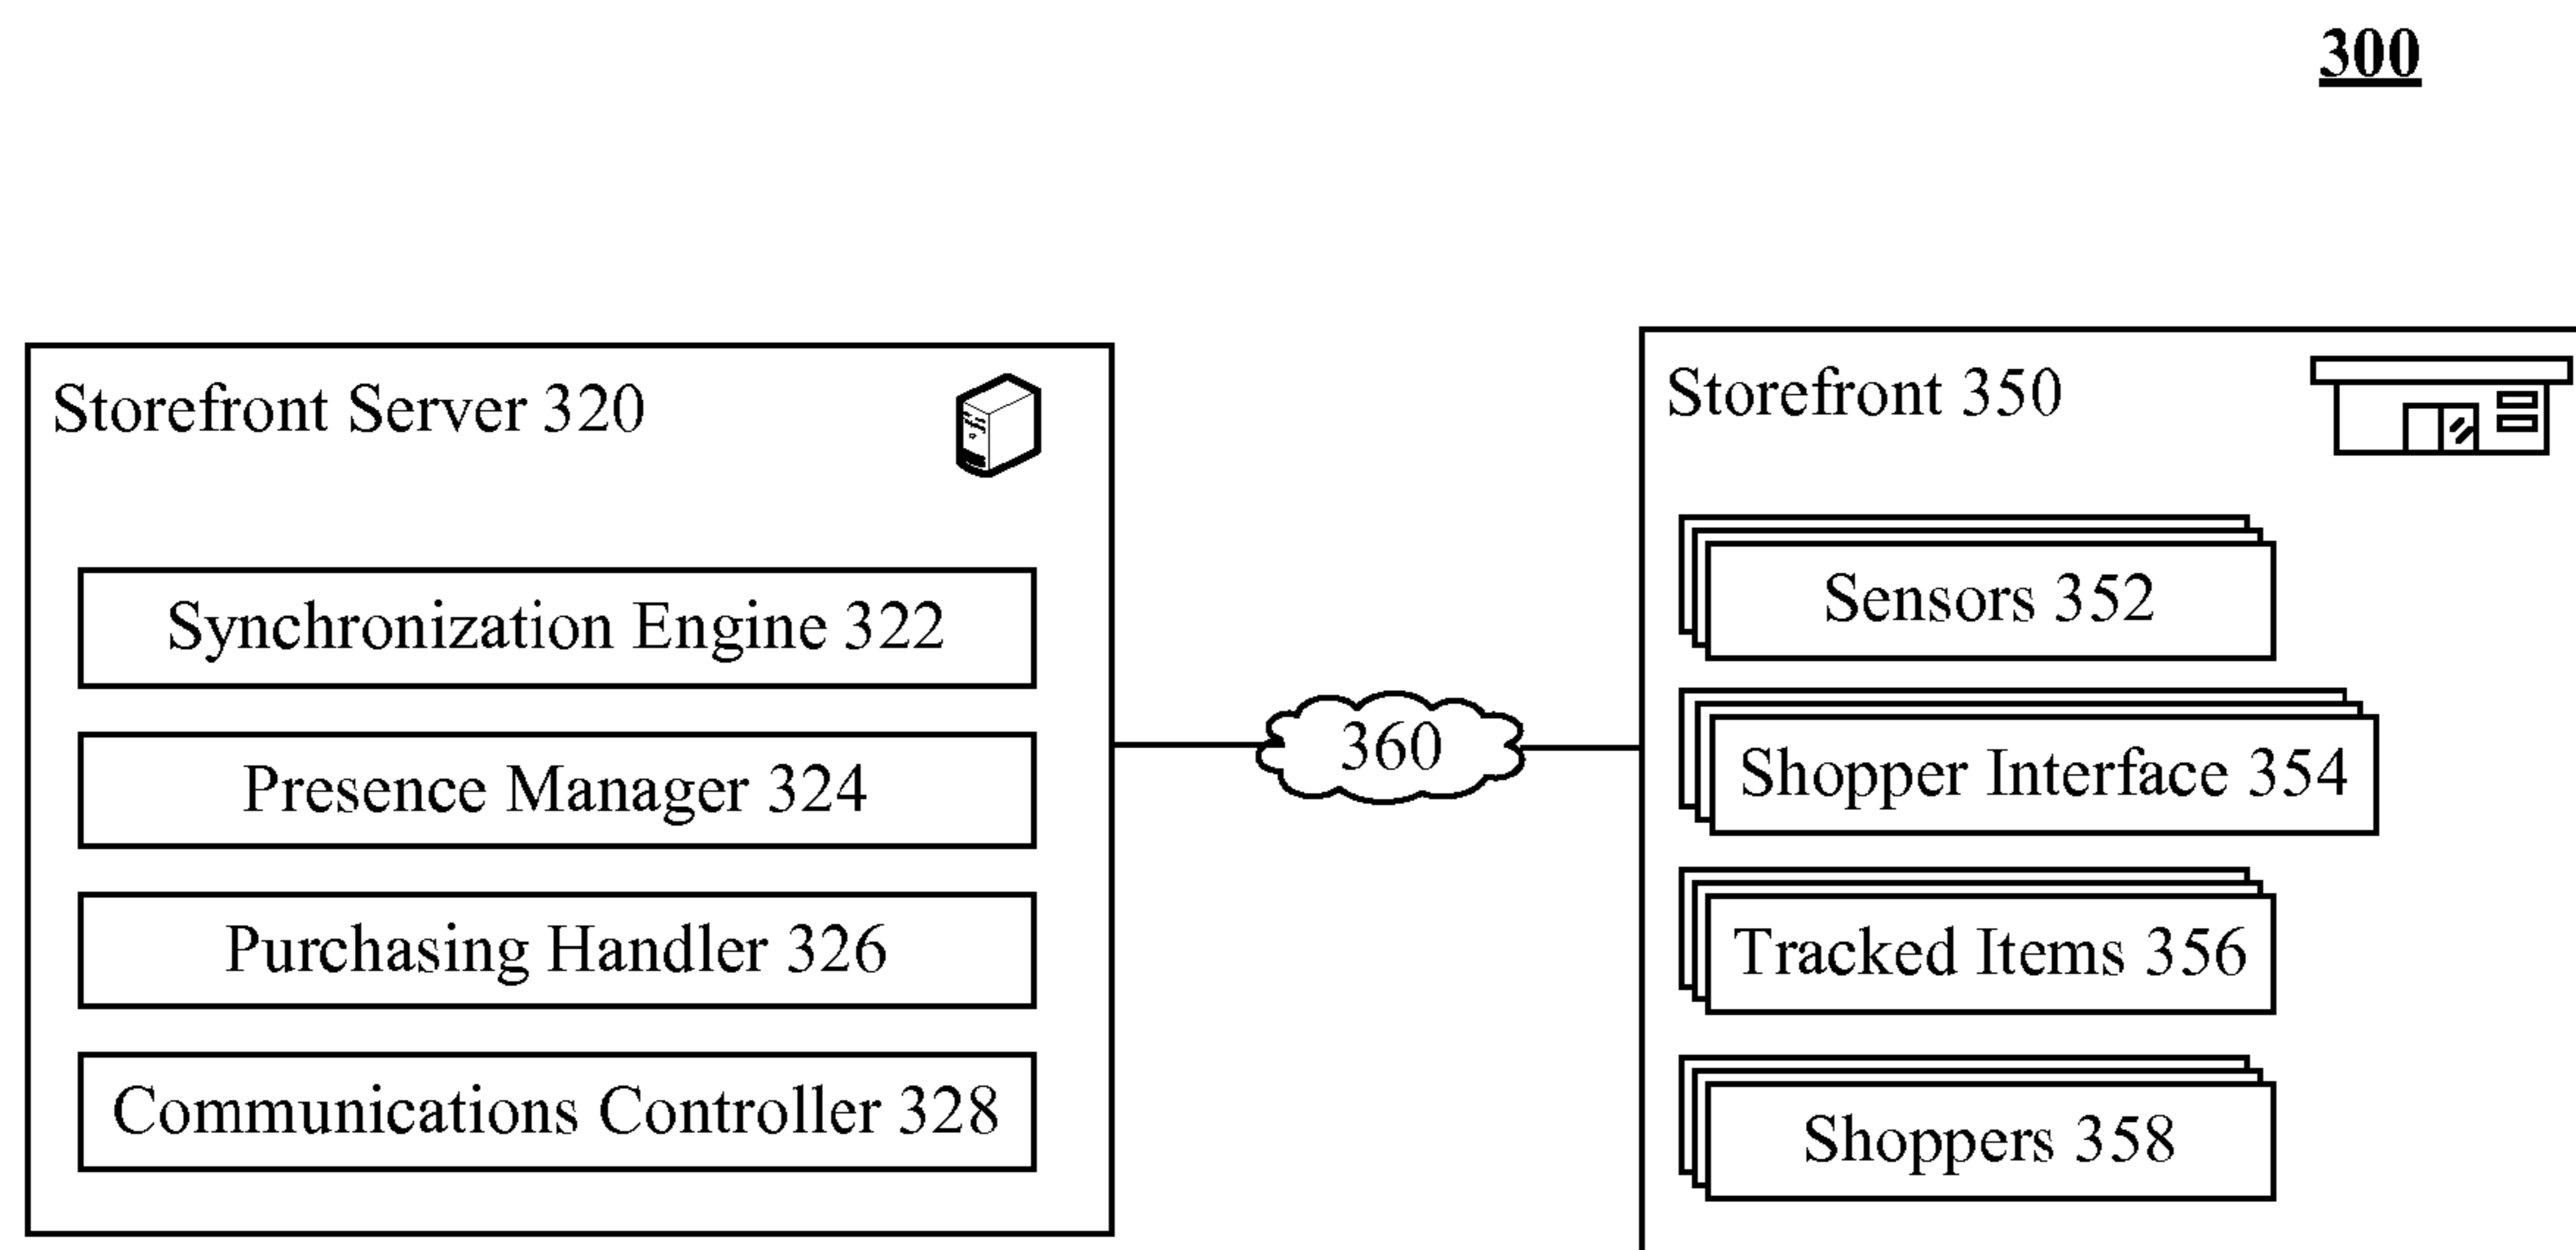 300
Storefront Server 320
Synchronization Engine 322
Presence Manager 324
Purchasing Handler 326
Communications Controller 328
360
Storefront 350
Sensors 352
Shopper Interface 354
Tracked Items 356
Shoppers 358